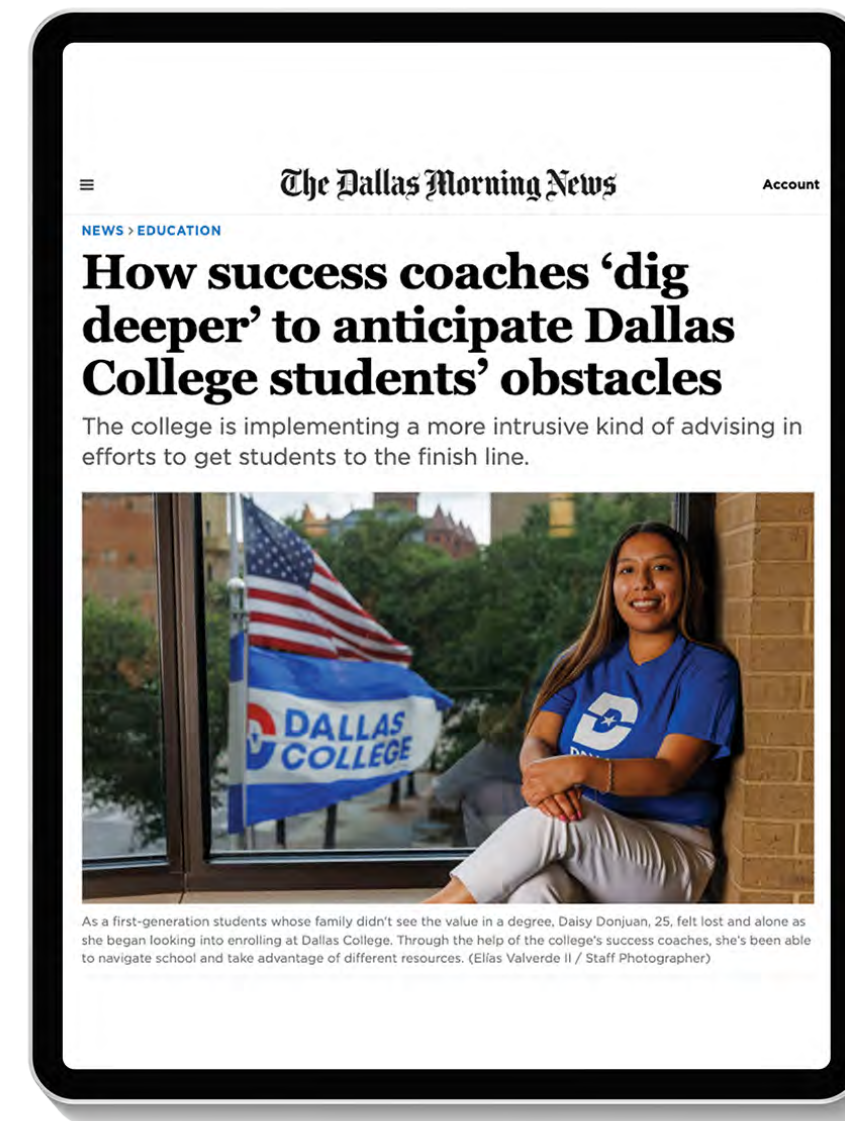 The Dallas Morning News
Account
NEWS > EDUCATION
How success coaches ‘dig
deeper’ to anticipate Dallas
College students’ obstacles
The college is implementing a more intrusive kind of advising in
efforts to get students to the finish line.
DALLAS
COLLEGE
As a first-generation students whose family didn't see the value in a degree, Daisy Donjuan, 25, felt lost and alone as
she began looking into enrolling at Dallas College. Through the help of the college's success coaches, she's been able
to navigate school and take advantage of different resources. (Elías Valverde II / Staff Photographer)